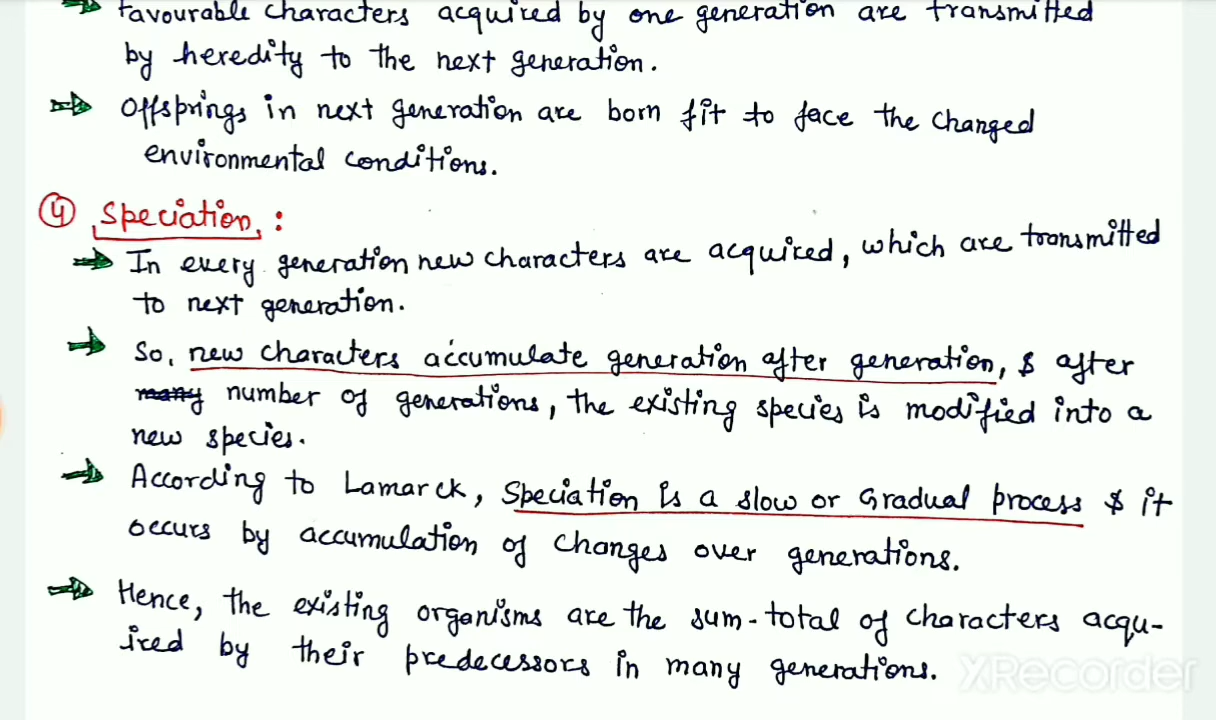 favourable characters acquired by one generation are transmitted
by heredity to the next generation.
Offsprings in next generation are born fit to face the changed
environmental conditions.
④ Speciation :
In every generation new characters are acquired, which are transmitted
to next generation.
So, new characters accumulate generation after generation, & after
many number of generations, the existing species is modified into a
new species.
According to Lamarck, Speciation is a slow or Gradual process & it
occurs by accumulation of changes over generations.
Hence, the existing organisms are the sum-total of characters acqu-
ired by their predecessors in many generations.
XRecorder